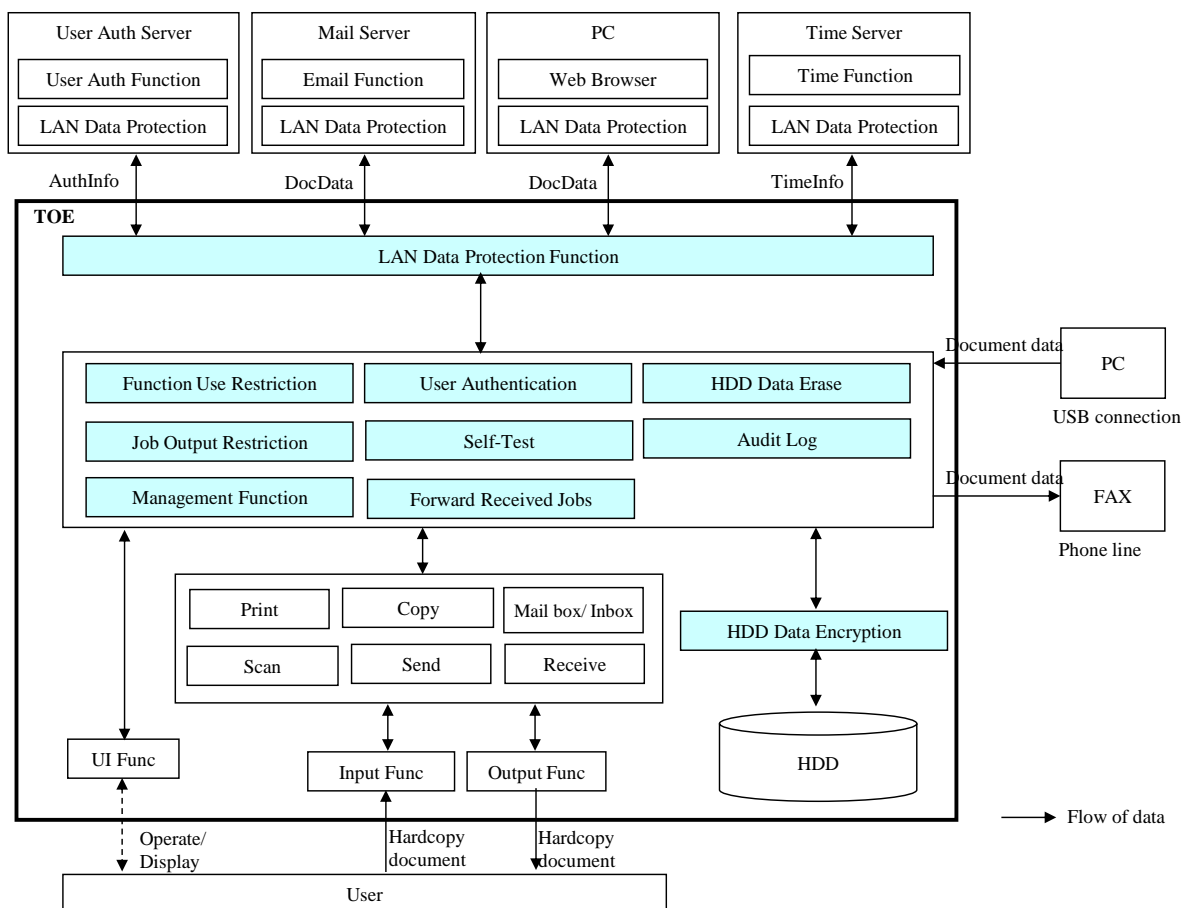 User Auth Server
Mail Server
PC
Time Server
User Auth Function
Email Function
Web Browser
Time Function
LAN Data Protection
LAN Data Protection
LAN Data Protection
LAN Data Protection
AuthInfo
DocData
DocData
TimeInfo
TOE
LAN Data Protection Function
Document data
PC
USB connection
Function Use Restriction
User Authentication
HDD Data Erase
Job Output Restriction
Self-Test
Audit Log
Management Function
Forward Received Jobs
Document data
FAX
Phone line
Print
Copy
Mail box/ Inbox
Scan
Send
Receive
HDD Data Encryption
UI Func
Input Func
Output Func
HDD
Flow of data
Operate/
Display
Hardcopy
document
Hardcopy
document
User